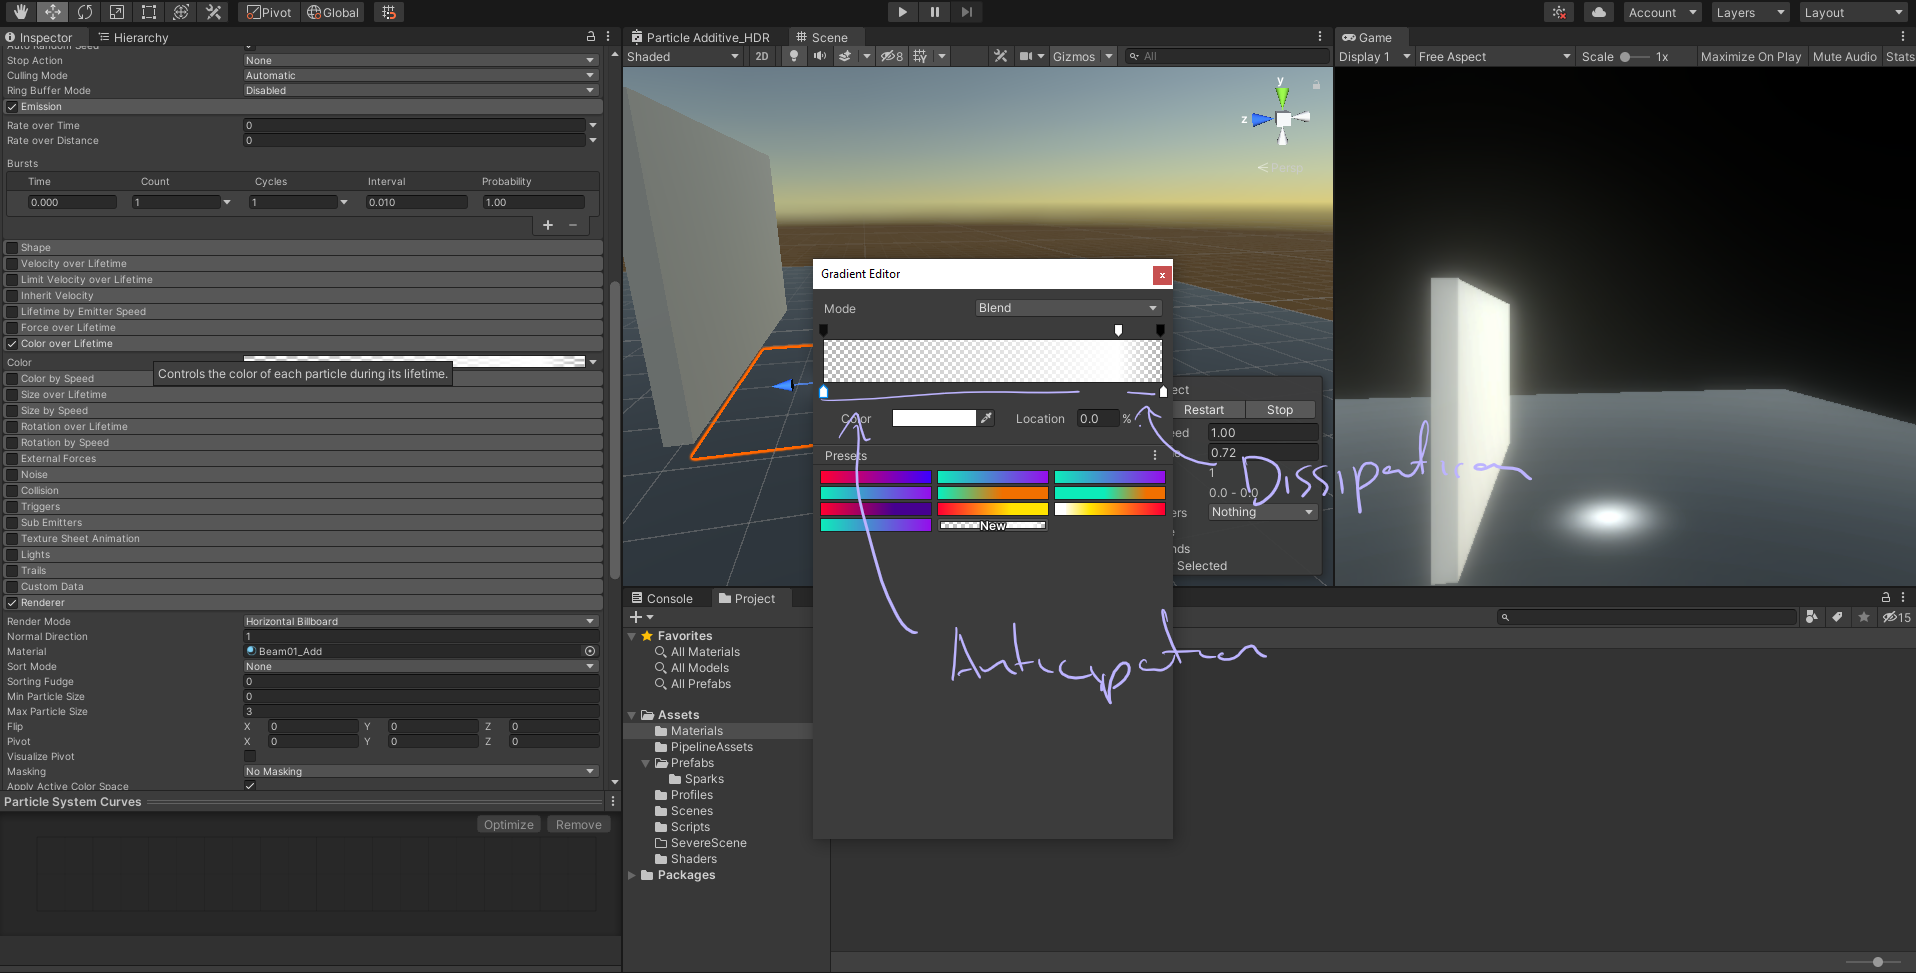 Pivot Global Account Layers Layout
Inspector Hierarchy Particle Additive_HDR Scene Game
Shaded 2D 8 Gizmos All Display 1 Free Aspect Scale 1x Maximize On Play Mute Audio Stats
Auto Random Seed
Stop Action None
Culling Mode Automatic
Ring Buffer Mode Disabled
Emission
Rate over Time 0
Rate over Distance 0
Bursts
Time Count Cycles Interval Probability
0.000 1 1 0.010 1.00
Shape
Velocity over Lifetime
Limit Velocity over Lifetime
Inherit Velocity
Lifetime by Emitter Speed
Force over Lifetime
Color over Lifetime
Color
Controls the color of each particle during its lifetime.
Color by Speed
Size over Lifetime
Size by Speed
Rotation over Lifetime
Rotation by Speed
External Forces
Noise
Collision
Triggers
Sub Emitters
Texture Sheet Animation
Lights
Trails
Custom Data
Renderer
Render Mode Horizontal Billboard
Normal Direction 1
Material Beam01_Add
Sort Mode None
Sorting Fudge 0
Min Particle Size 0
Max Particle Size 3
Flip X 0 Y 0 Z 0
Pivot X 0 Y 0 Z 0
Visualize Pivot
Masking No Masking
Apply Active Color Space
Particle System Curves
Optimize Remove
y
z
Persp
Gradient Editor
x
Mode Blend
Color Location 0.0 %
Presets
New
ect
Restart Stop
eed 1.00
0.72
1
0.0 - 0.0
ers Nothing
nds
Selected
Dissipation
Anticipation
Console Project
15
Favorites
All Materials
All Models
All Prefabs
Assets
Materials
PipelineAssets
Prefabs
Sparks
Profiles
Scenes
Scripts
SevereScene
Shaders
Packages